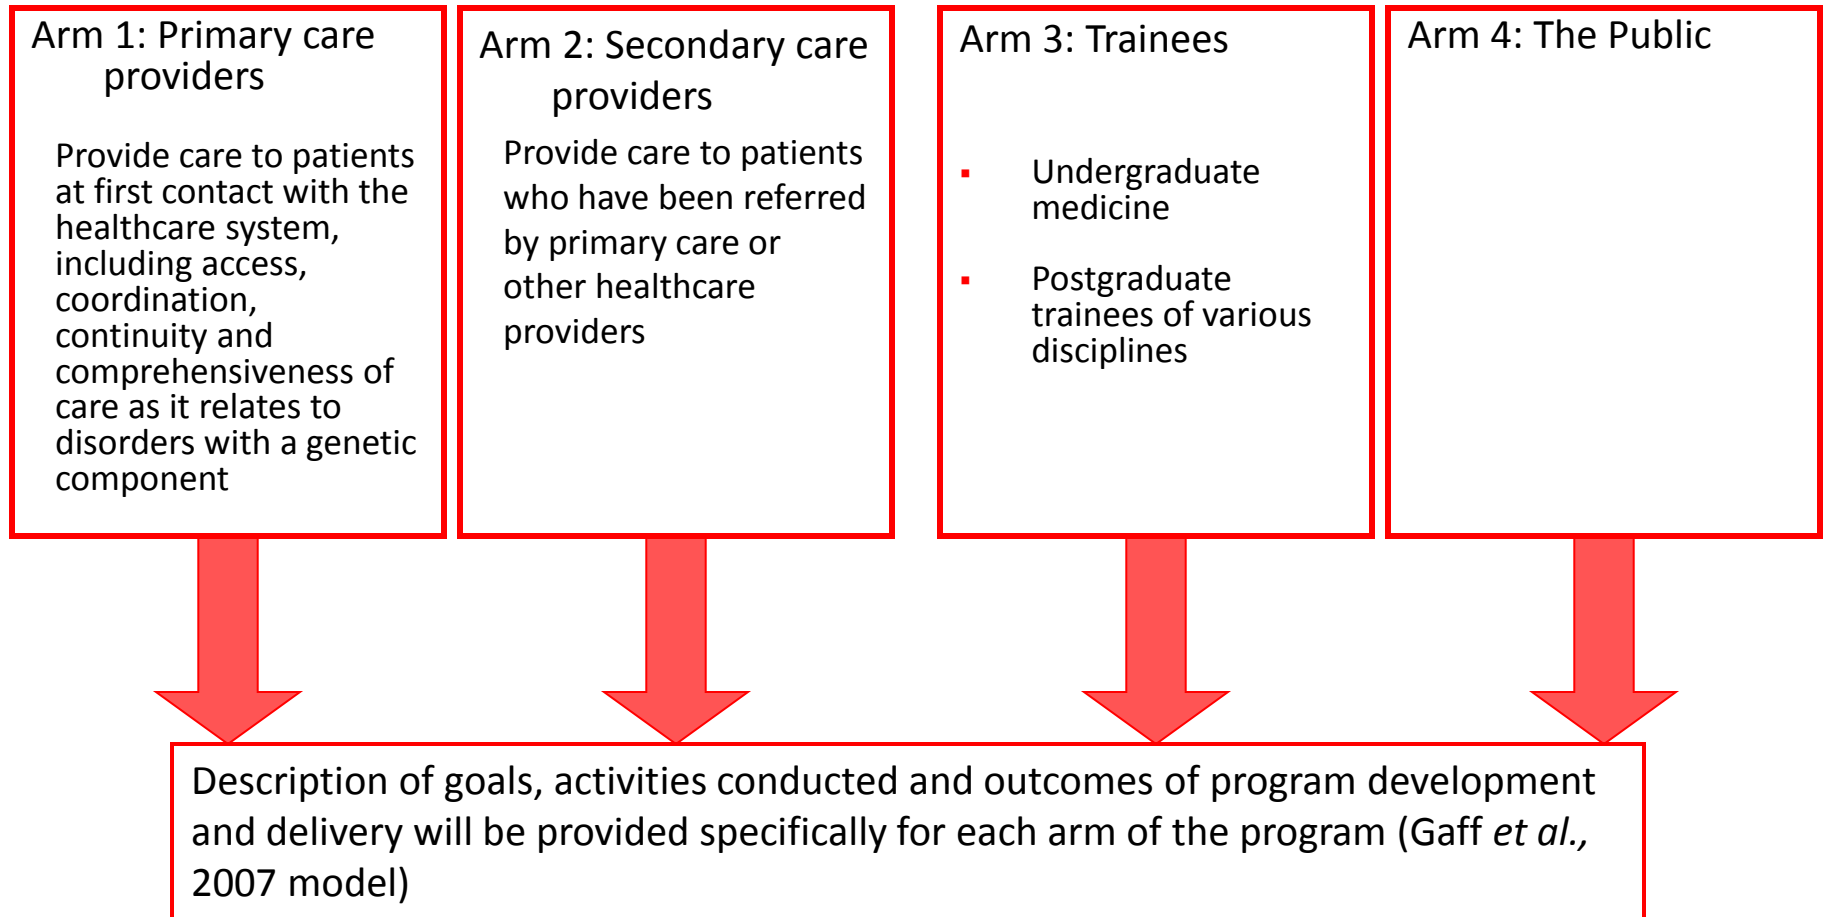 Arm 1: Primary care
providers
Provide care to patients
at first contact with the
healthcare system,
including access,
coordination,
continuity and
comprehensiveness of
care as it relates to
disorders with a genetic
component
Arm 2: Secondary care
providers
Provide care to patients
who have been referred
by primary care or
other healthcare
providers
Arm 3: Trainees
▪ Undergraduate
medicine
▪ Postgraduate
trainees of various
disciplines
Arm 4: The Public
Description of goals, activities conducted and outcomes of program development
and delivery will be provided specifically for each arm of the program (Gaff et al.,
2007 model)